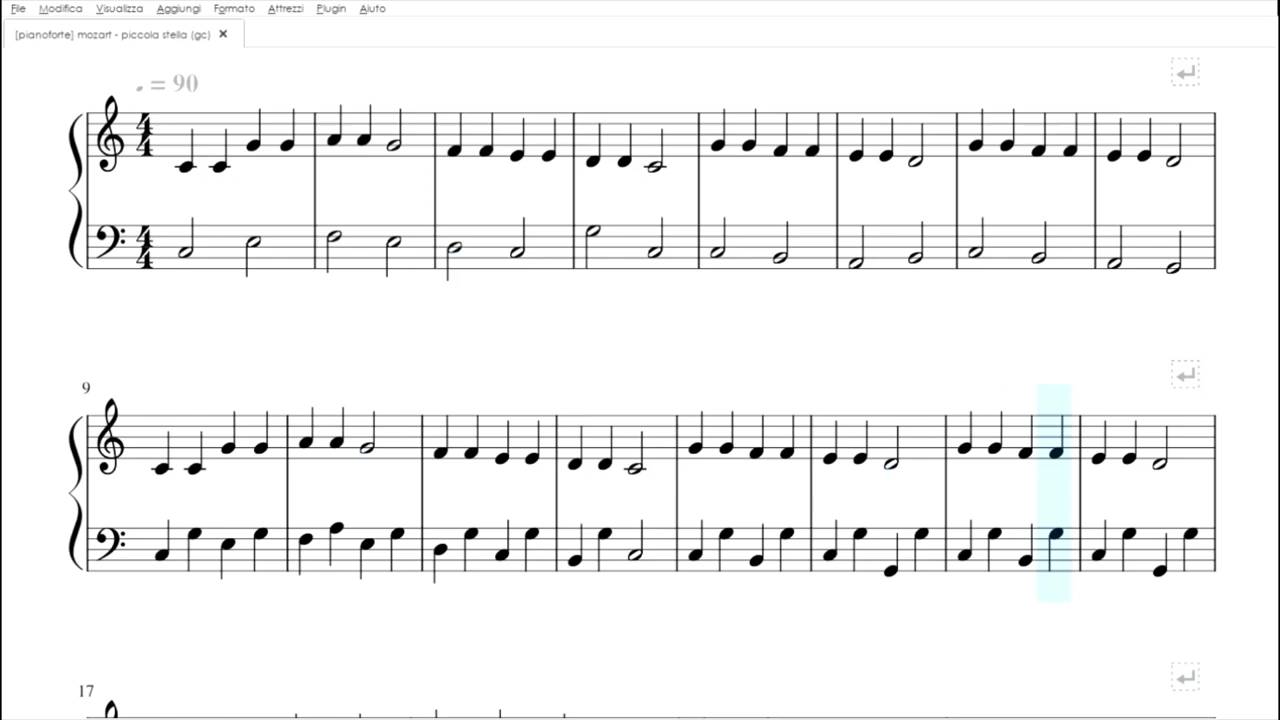 File Modifica Visualizza Aggiungi Formato Attrezzi Plugin Aiuto
[pianoforte] mozart - piccola stella (gc) ×
♩ = 90
4 4
4 4
9
17